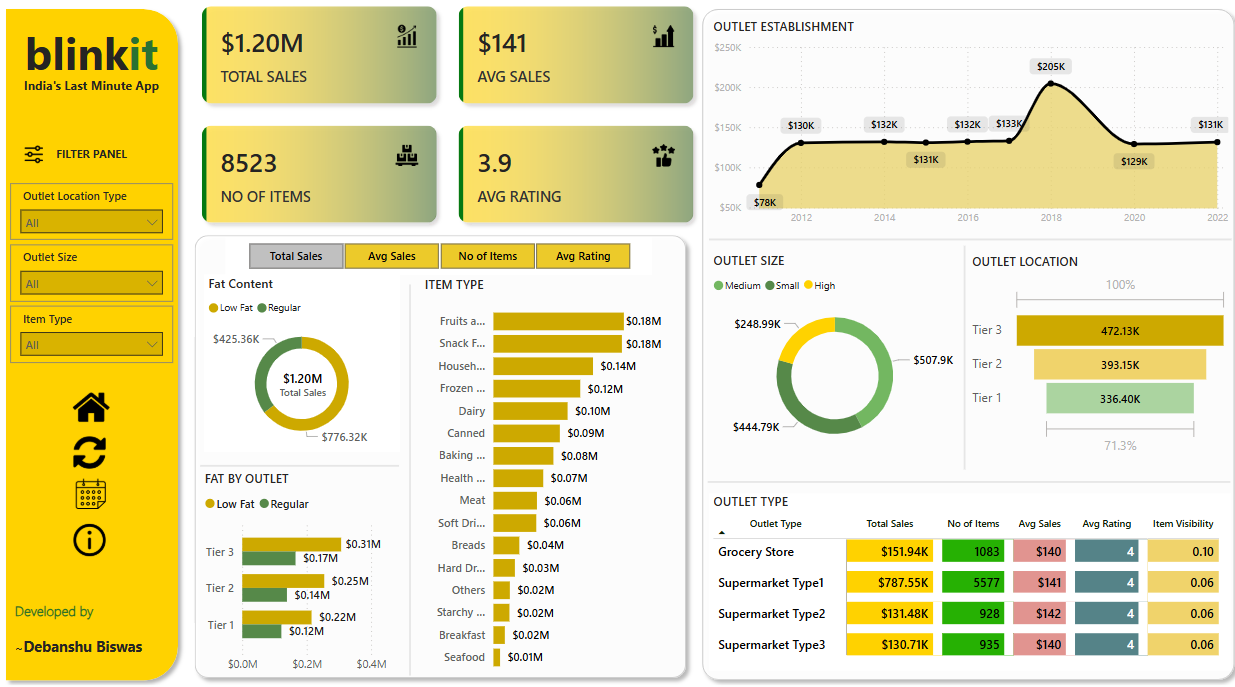 blinkit
India's Last Minute App
FILTER PANEL
Outlet Location Type
All
Outlet Size
All
Item Type
All
Developed by
~Debanshu Biswas
$1.20M
TOTAL SALES
$141
AVG SALES
8523
NO OF ITEMS
3.9
AVG RATING
Total Sales Avg Sales No of Items Avg Rating
Fat Content
Low Fat Regular
$425.36K
$1.20M
Total Sales
$776.32K
FAT BY OUTLET
Low Fat Regular
Tier 3 $0.31M
$0.17M
Tier 2 $0.25M
$0.14M
Tier 1 $0.22M
$0.12M
$0.0M $0.2M $0.4M
ITEM TYPE
Fruits a... $0.18M
Snack F... $0.18M
Househ... $0.14M
Frozen ... $0.12M
Dairy $0.10M
Canned $0.09M
Baking ... $0.08M
Health ... $0.07M
Meat $0.06M
Soft Dri... $0.06M
Breads $0.04M
Hard Dr... $0.03M
Others $0.02M
Starchy ... $0.02M
Breakfast $0.02M
Seafood $0.01M
OUTLET ESTABLISHMENT
$250K
$200K
$150K
$100K
$50K
$78K
$130K
$132K
$131K
$132K
$133K
$205K
$129K
$131K
2012 2014 2016 2018 2020 2022
OUTLET SIZE
Medium Small High
$248.99K
$507.9K
$444.79K
OUTLET LOCATION
100%
Tier 3 472.13K
Tier 2 393.15K
Tier 1 336.40K
71.3%
OUTLET TYPE
Outlet Type Total Sales No of Items Avg Sales Avg Rating Item Visibility
Grocery Store $151.94K 1083 $140 4 0.10
Supermarket Type1 $787.55K 5577 $141 4 0.06
Supermarket Type2 $131.48K 928 $142 4 0.06
Supermarket Type3 $130.71K 935 $140 4 0.06